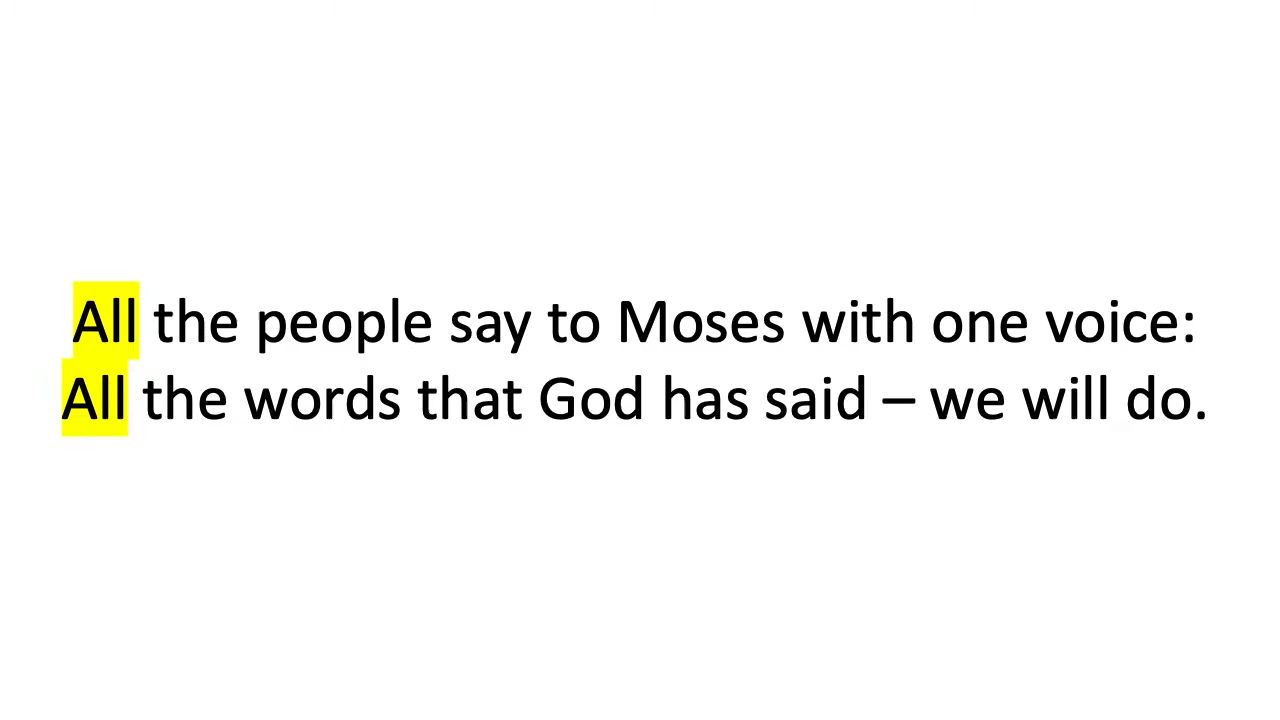 All the people say to Moses with one voice:
All the words that God has said – we will do.